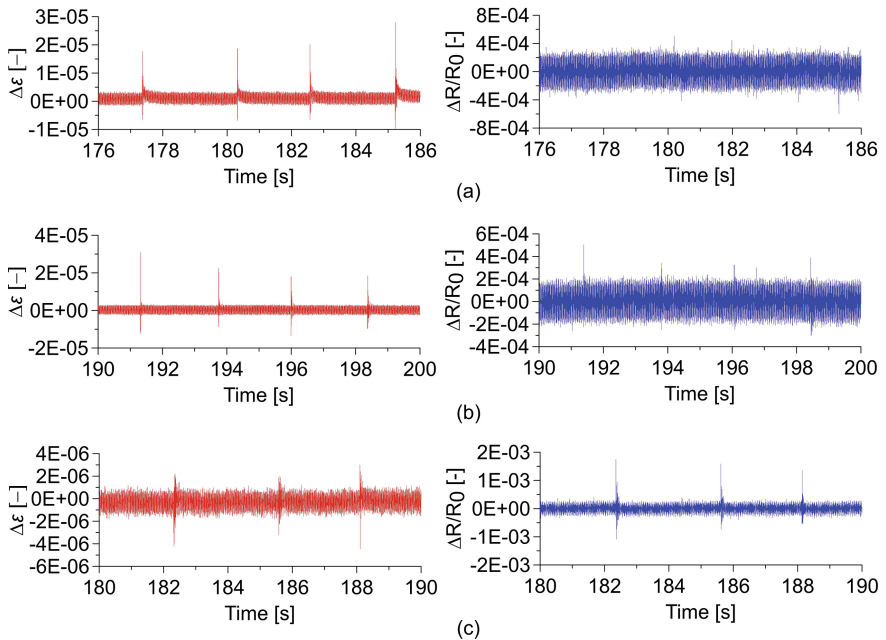 3E-05
2E-05
1E-05
0E+00
-1E-05
Δε [−]
176 178 180 182 184 186
Time [s]
8E-04
4E-04
0E+00
-4E-04
-8E-04
ΔR/R0 [-]
176 178 180 182 184 186
Time [s]
(a)
4E-05
2E-05
0E+00
-2E-05
Δε [−]
190 192 194 196 198 200
Time [s]
6E-04
4E-04
2E-04
0E+00
-2E-04
4E-04
ΔR/R0 [-]
190 192 194 196 198 200
Time [s]
(b)
4E-06
2E-06
0E+00
-2E-06
-4E-06
-6E-06
Δε [−]
180 182 184 186 188 190
Time [s]
2E-03
1E-03
0E+00
-1E-03
2E-03
ΔR/R0 [-]
180 182 184 186 188 190
Time [s]
(c)